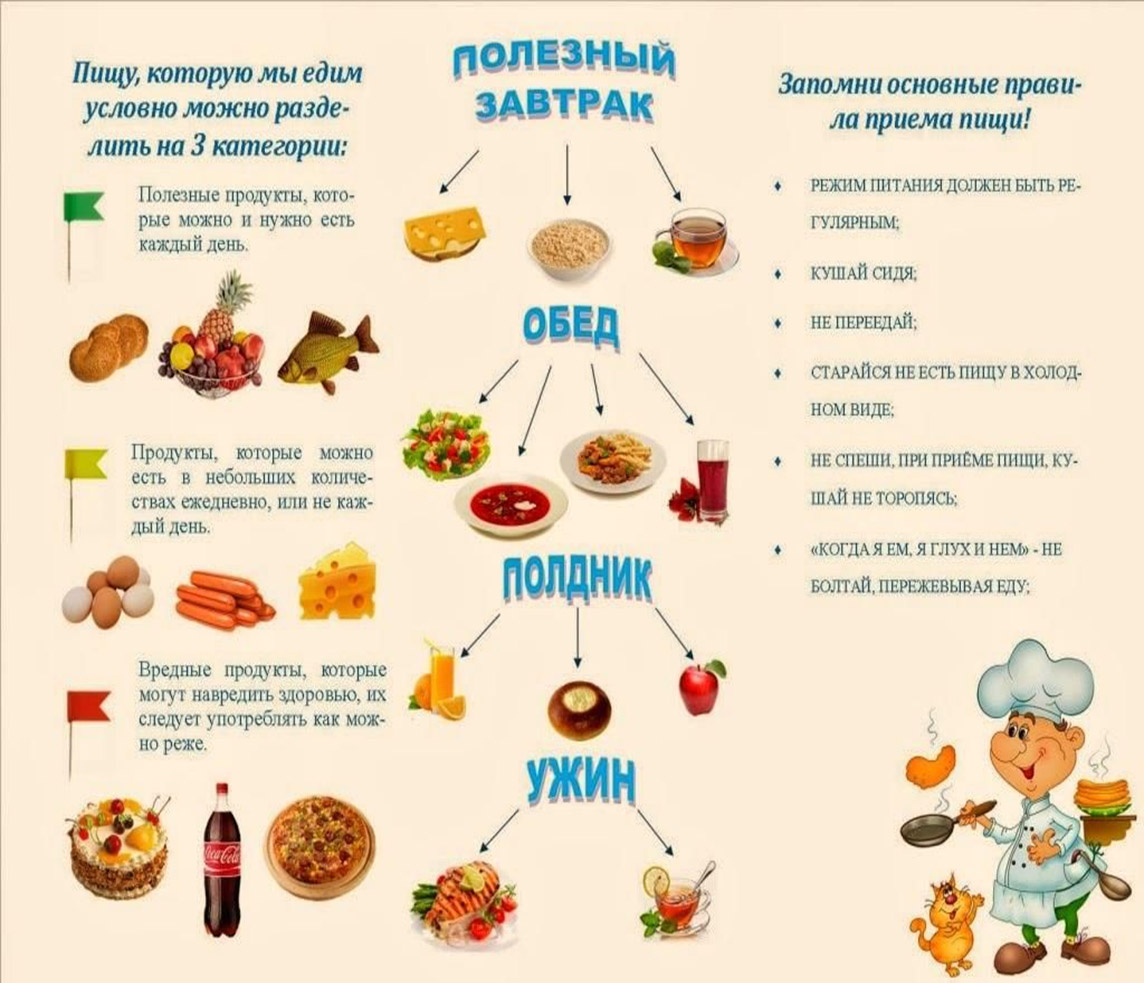 Пищу, которую мы едим
условно можно разде-
лить на 3 категории:
Полезные продукты, кото-
рые можно и нужно есть
каждый день.
Продукты, которые можно
есть в небольших количе-
ствах ежедневно, или не каж-
дый день.
Вредные продукты, которые
могут навредить здоровью, их
следует употреблять как мож-
но реже.
Coca-Cola
ПОЛЕЗНЫЙ
ЗАВТРАК
ОБЕД
ПОЛДНИК
УЖИН
Запомни основные прави-
ла приема пищи!
♦ РЕЖИМ ПИТАНИЯ ДОЛЖЕН БЫТЬ РЕ-
ГУЛЯРНЫМ;
♦ КУШАЙ СИДЯ;
♦ НЕ ПЕРЕЕДАЙ;
♦ СТАРАЙСЯ НЕ ЕСТЬ ПИЩУ В ХОЛОД-
НОМ ВИДЕ;
♦ НЕ СПЕШИ, ПРИ ПРИЁМЕ ПИЩИ, КУ-
ШАЙ НЕ ТОРОПЯСЬ;
♦ «КОГДА Я ЕМ, Я ГЛУХ И НЕМ» - НЕ
БОЛТАЙ, ПЕРЕЖЕВЫВАЯ ЕДУ;